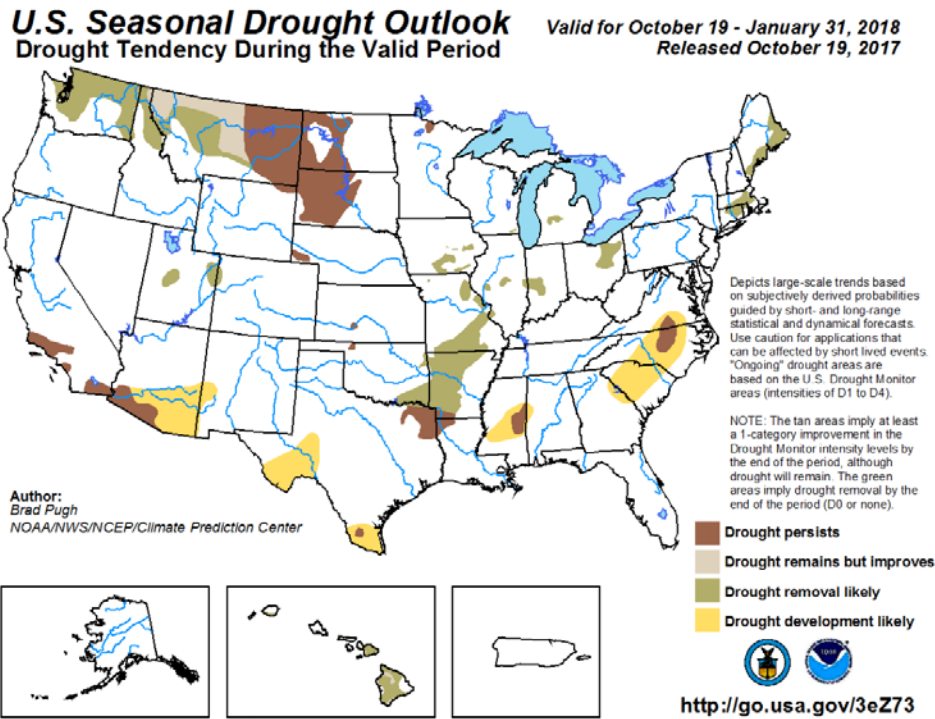 U.S. Seasonal Drought Outlook
Drought Tendency During the Valid Period
Valid for October 19 - January 31, 2018
Released October 19, 2017
Depicts large-scale trends based
on subjectively derived probabilities
guided by short- and long-range
statistical and dynamical forecasts.
Use caution for applications that
can be affected by short lived events.
"Ongoing" drought areas are
based on the U.S. Drought Monitor
areas (intensities of D1 to D4).
NOTE: The tan areas imply at least
a 1-category improvement in the
Drought Monitor intensity levels by
the end of the period, although
drought will remain. The green
areas imply drought removal by the
end of the period (D0 or none).
Author:
Brad Pugh
NOAA/NWS/NCEP/Climate Prediction Center
Drought persists
Drought remains but improves
Drought removal likely
Drought development likely
http://go.usa.gov/3eZ73